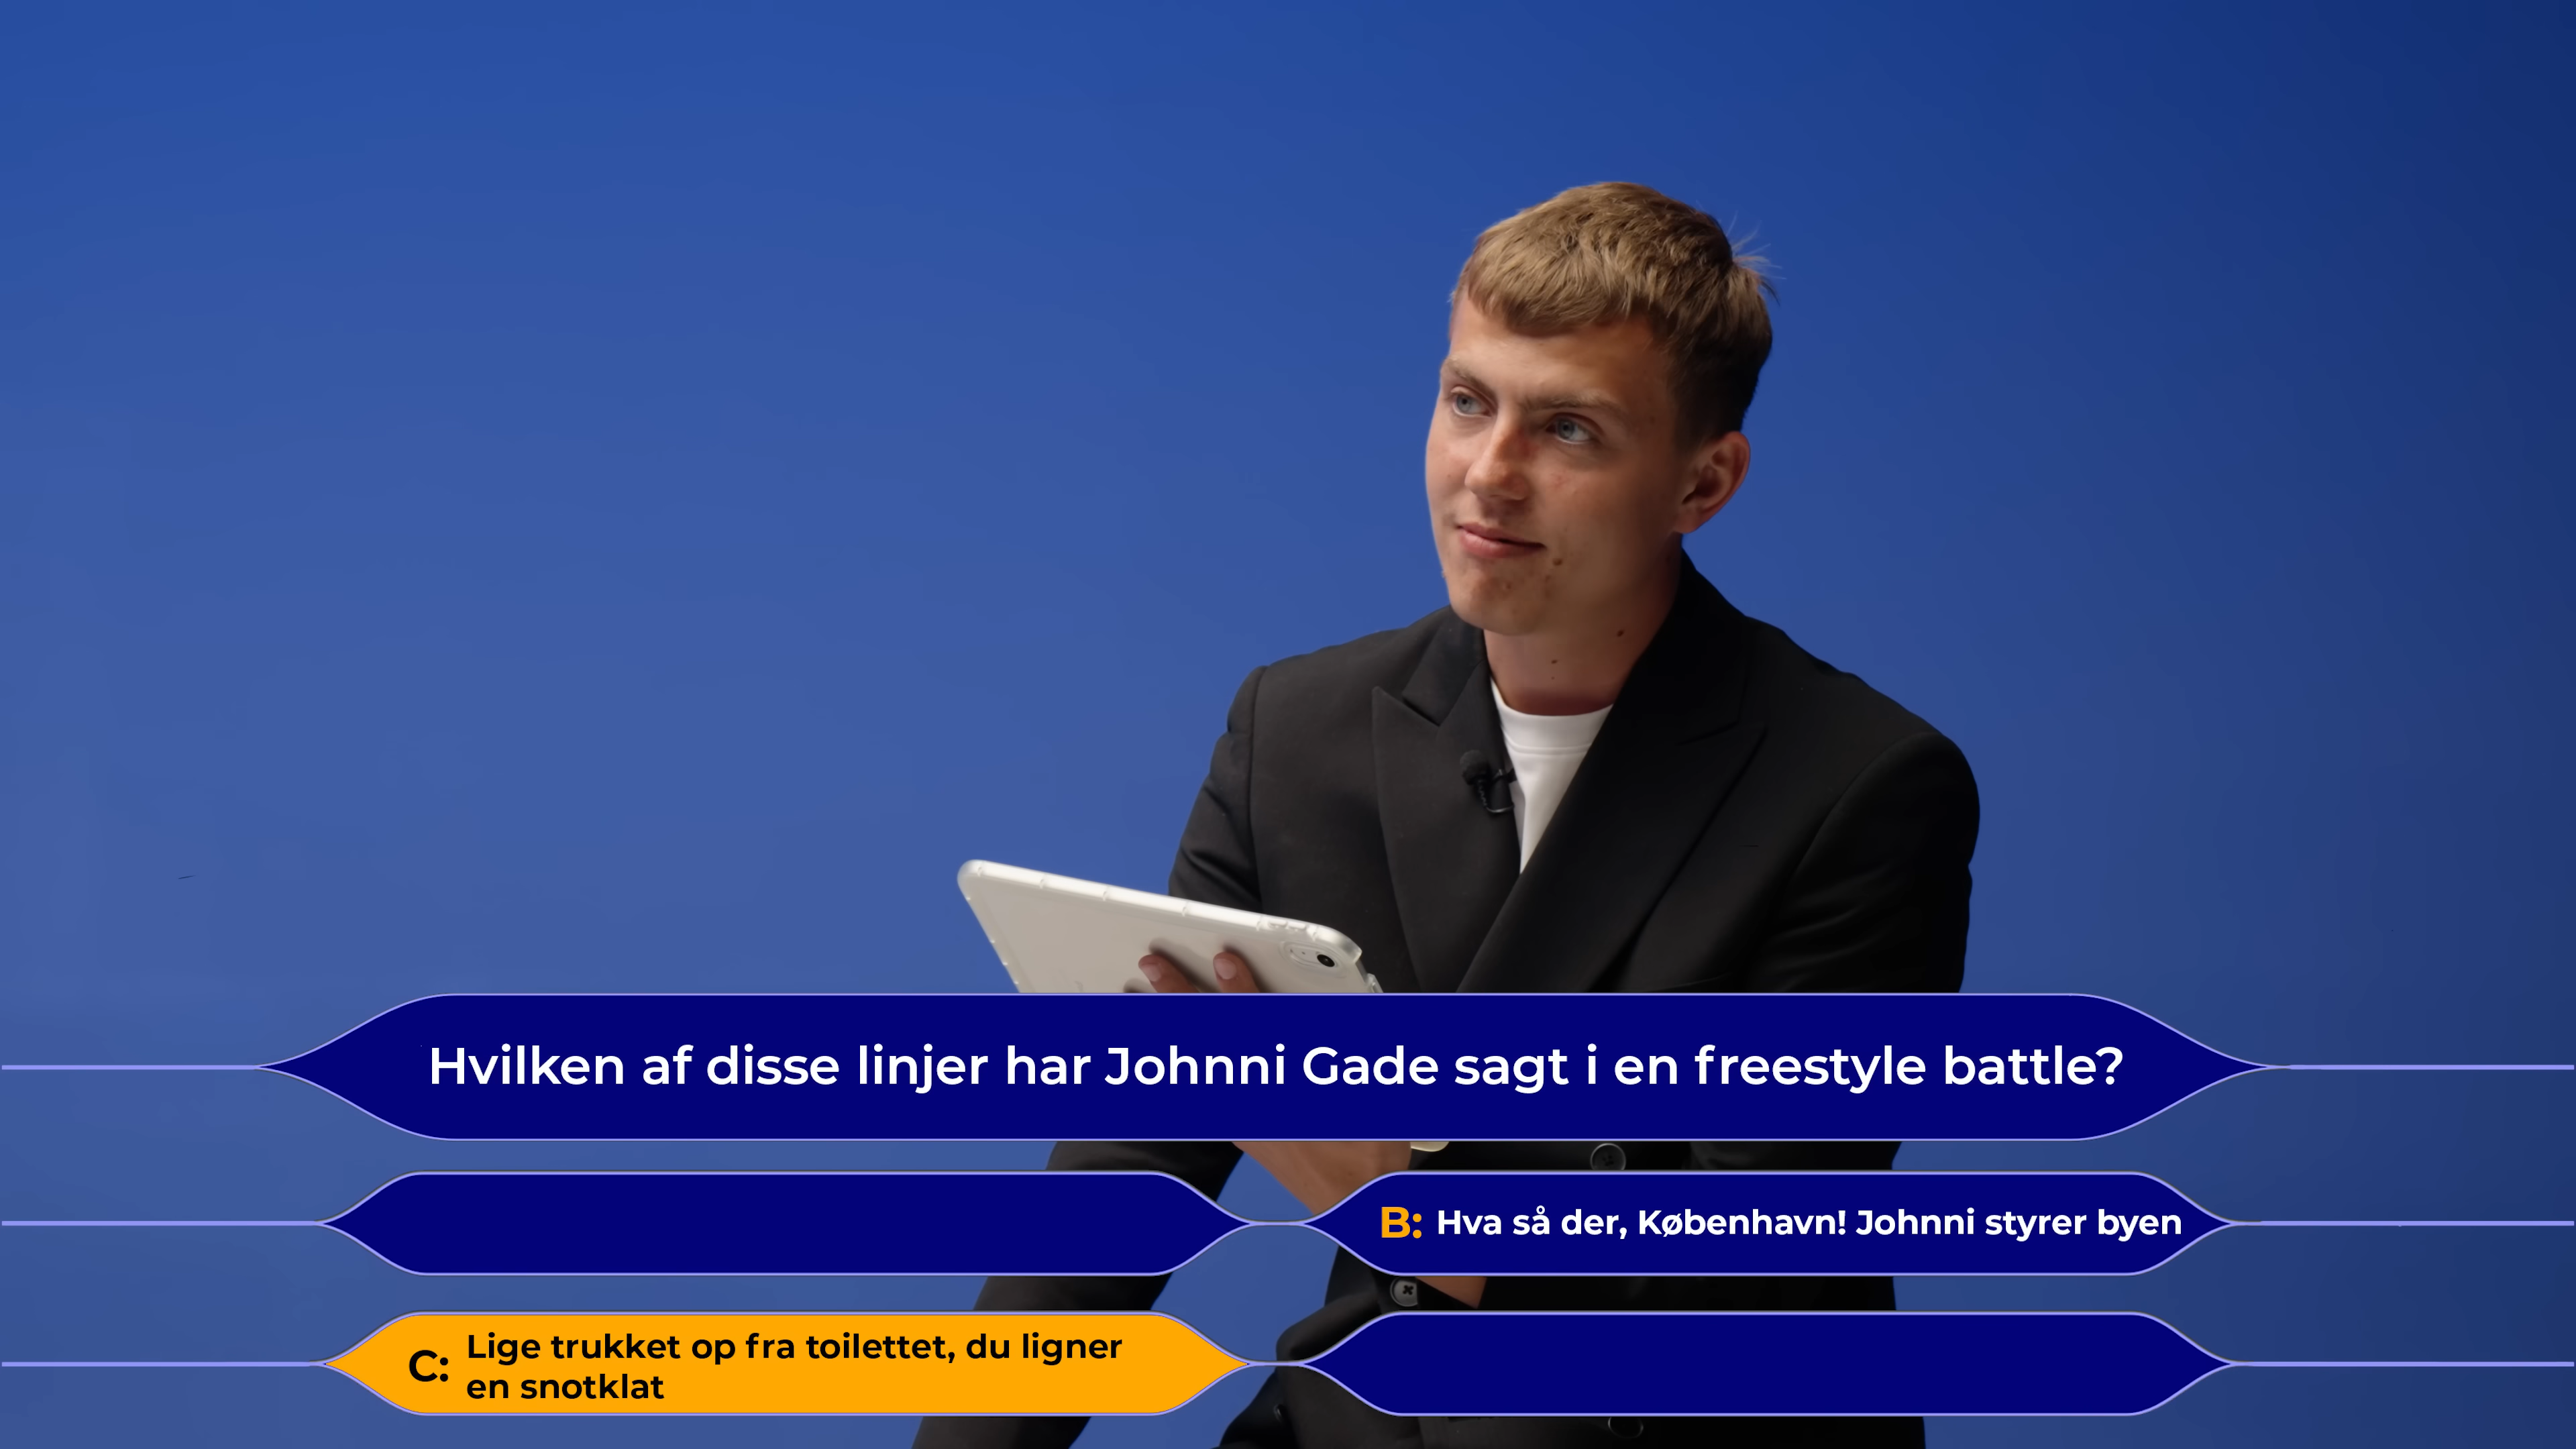 Hvilken af disse linjer har Johnni Gade sagt i en freestyle battle?
B: Hva så der, København! Johnni styrer byen
C: Lige trukket op fra toilettet, du ligner
en snotklat